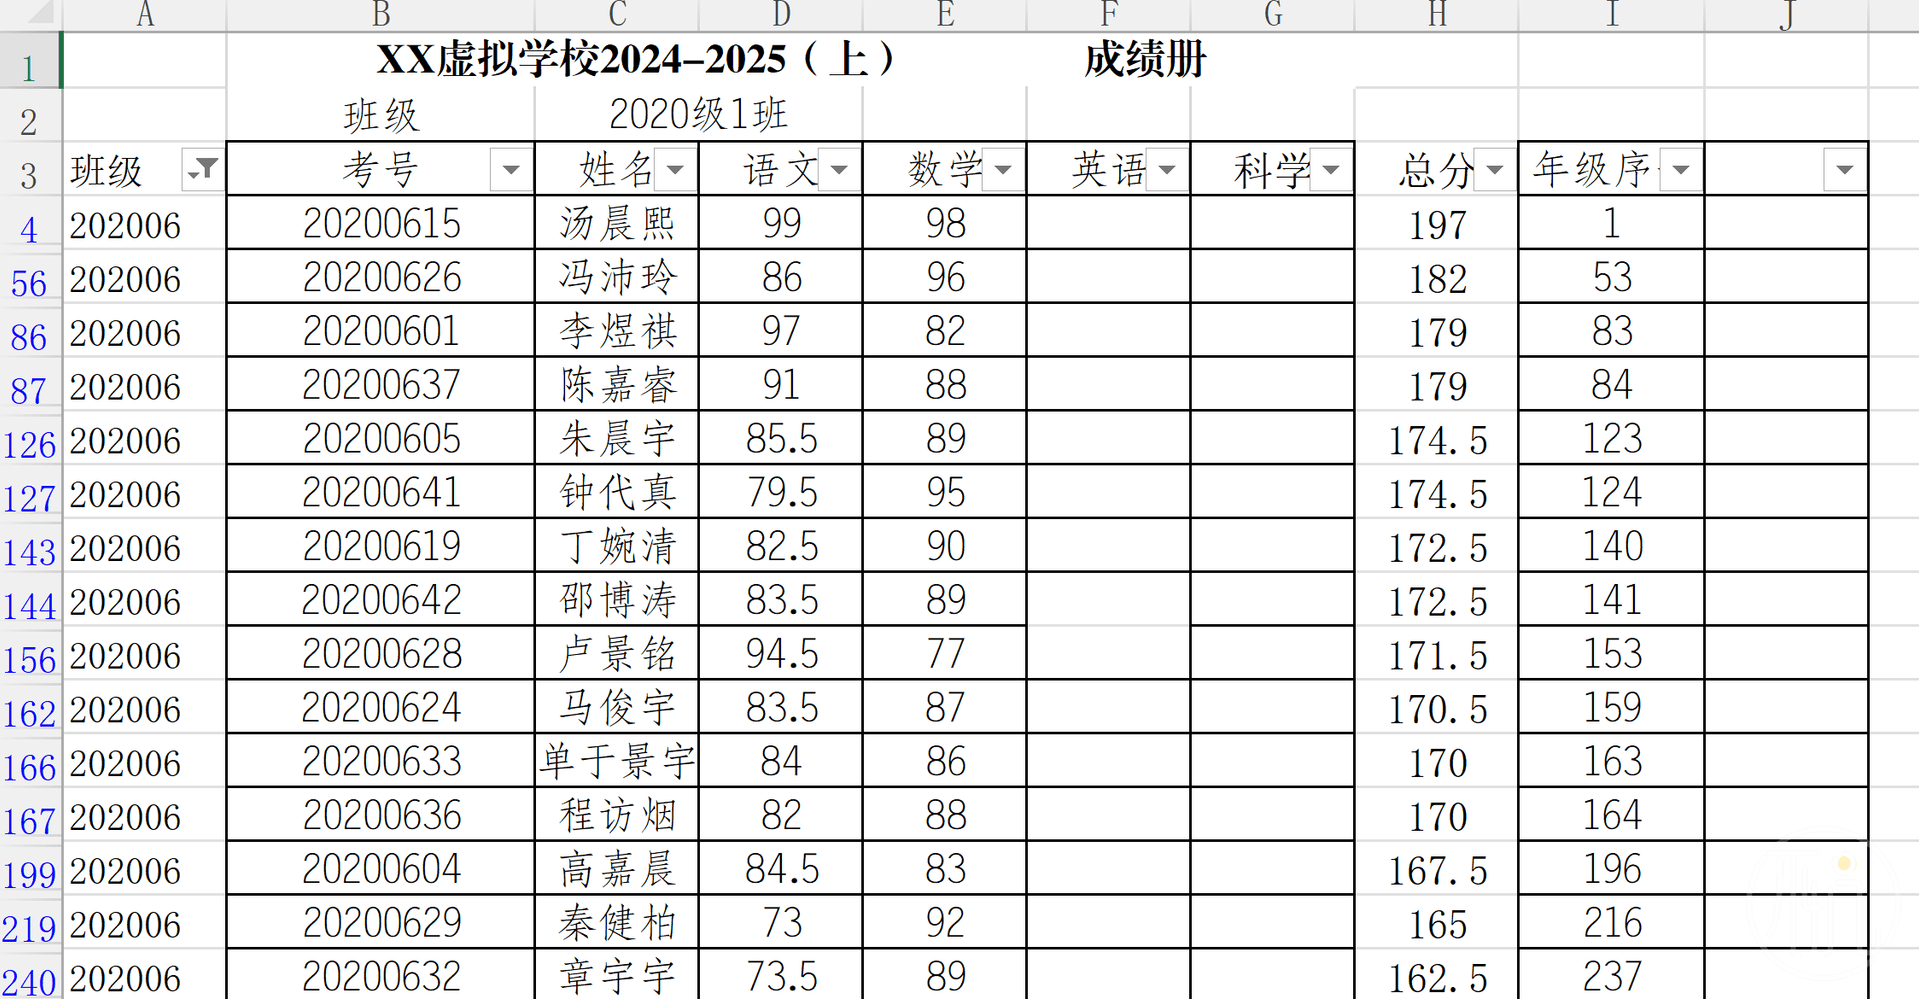 A B C D E F G H I J
1 XX虚拟学校2024-2025（上） 成绩册
2 班级 2020级1班
3 班级 考号 姓名 语文 数学 英语 科学 总分 年级序
4 202006 20200615 汤晨熙 99 98 197 1
56 202006 20200626 冯沛玲 86 96 182 53
86 202006 20200601 李煜祺 97 82 179 83
87 202006 20200637 陈嘉睿 91 88 179 84
126 202006 20200605 朱晨宇 85.5 89 174.5 123
127 202006 20200641 钟代真 79.5 95 174.5 124
143 202006 20200619 丁婉清 82.5 90 172.5 140
144 202006 20200642 邵博涛 83.5 89 172.5 141
156 202006 20200628 卢景铭 94.5 77 171.5 153
162 202006 20200624 马俊宇 83.5 87 170.5 159
166 202006 20200633 单于景宇 84 86 170 163
167 202006 20200636 程访烟 82 88 170 164
199 202006 20200604 高嘉晨 84.5 83 167.5 196
219 202006 20200629 秦健柏 73 92 165 216
240 202006 20200632 章宇宇 73.5 89 162.5 237